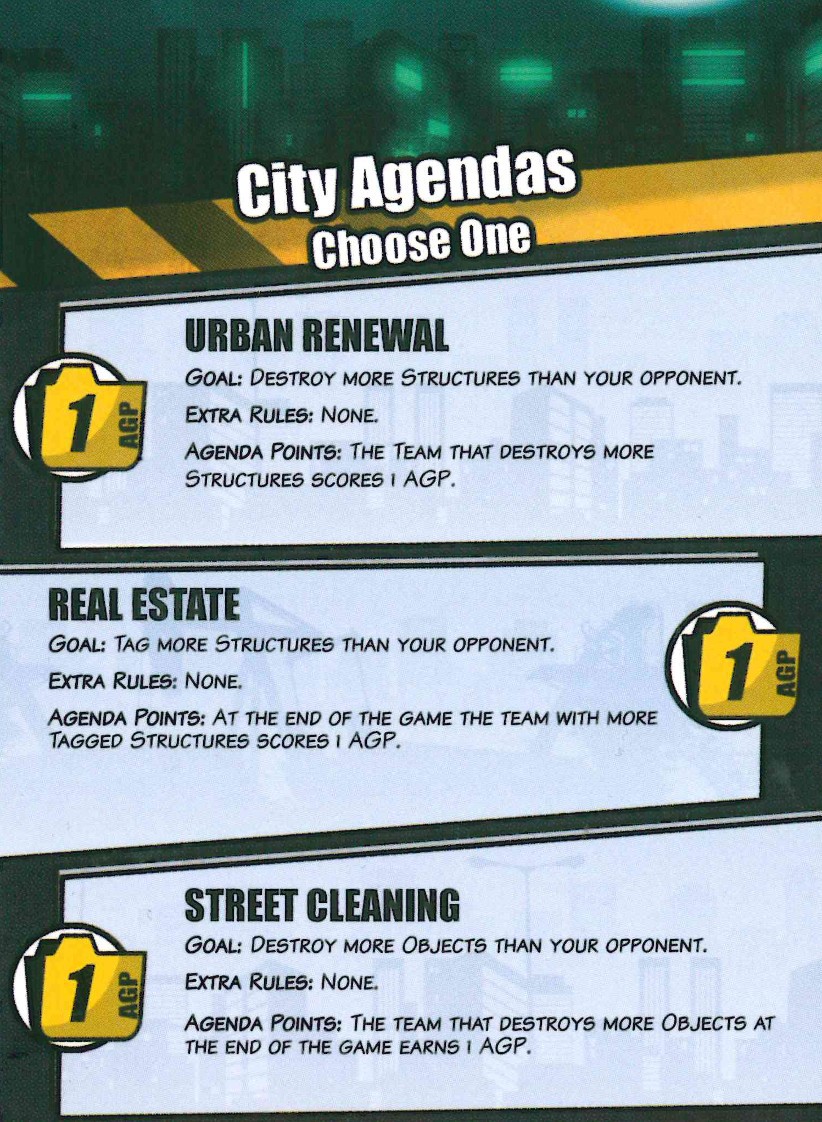 City Agendas
Choose One
URBAN RENEWAL
GOAL: DESTROY MORE STRUCTURES THAN YOUR OPPONENT.
EXTRA RULES: NONE.
AGENDA POINTS: THE TEAM THAT DESTROYS MORE
STRUCTURES SCORES 1 AGP.
1 AGP
REAL ESTATE
GOAL: TAG MORE STRUCTURES THAN YOUR OPPONENT.
EXTRA RULES: NONE.
AGENDA POINTS: AT THE END OF THE GAME THE TEAM WITH MORE
TAGGED STRUCTURES SCORES 1 AGP.
1 AGP
STREET CLEANING
GOAL: DESTROY MORE OBJECTS THAN YOUR OPPONENT.
EXTRA RULES: NONE.
AGENDA POINTS: THE TEAM THAT DESTROYS MORE OBJECTS AT
THE END OF THE GAME EARNS 1 AGP.
1 AGP